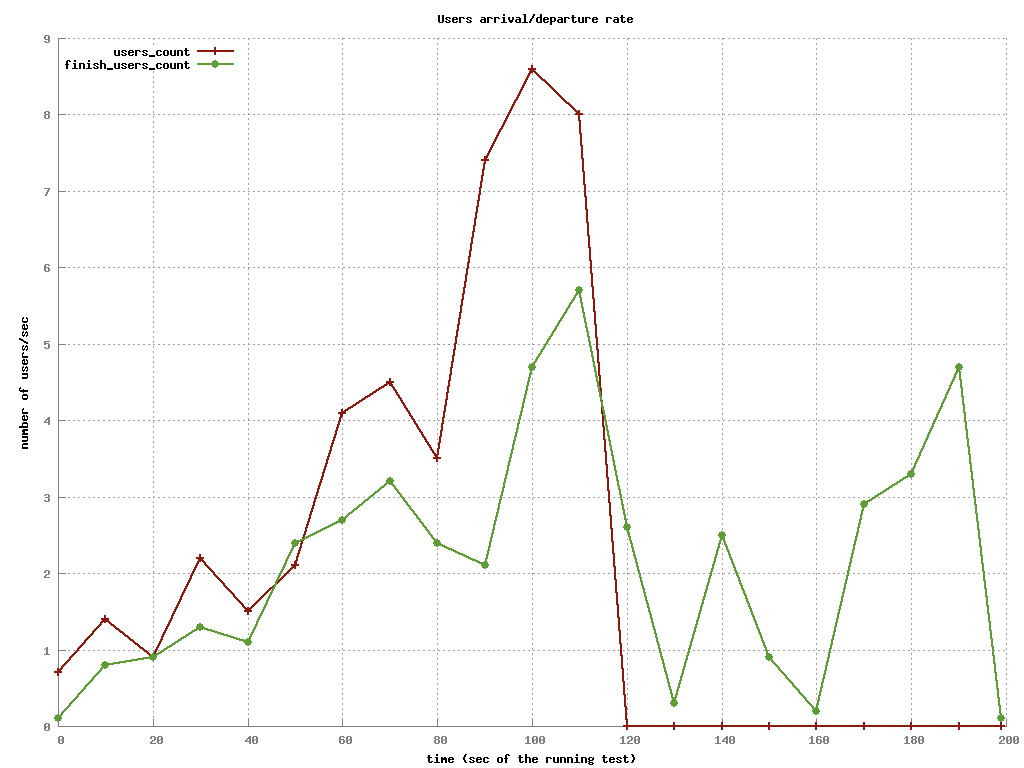 Users arrival/departure rate
users_count
finish_users_count
9
8
7
6
5
4
3
2
1
0
number of users/sec
0 20 40 60 80 100 120 140 160 180 200
time (sec of the running test)